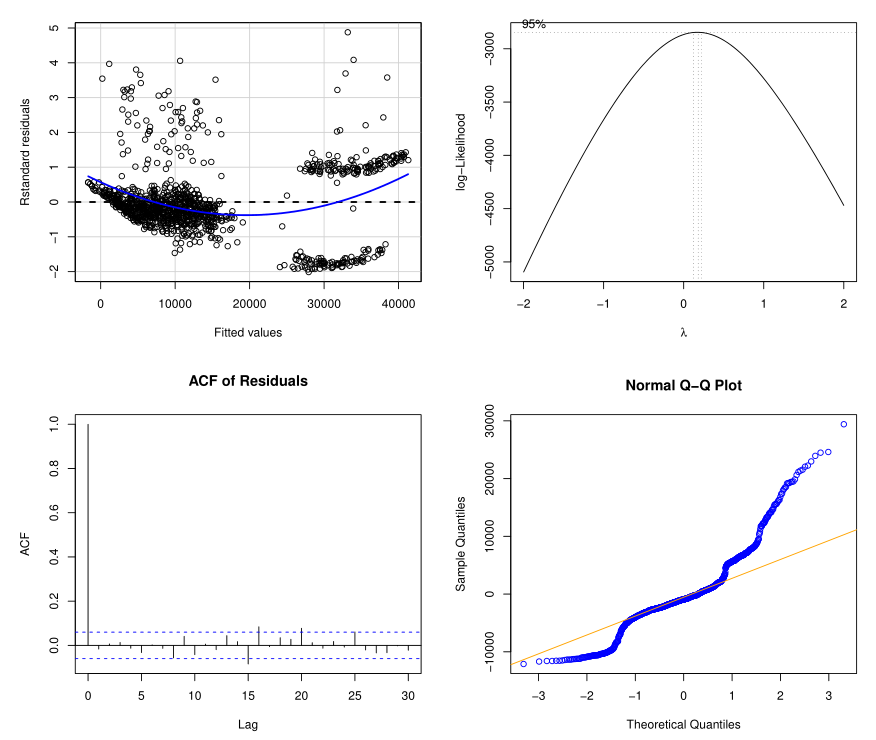 Rstandard residuals
5
4
3
2
1
0
−1
−2
0 10000 20000 30000 40000
Fitted values
95%
log−Likelihood
−3000
−3500
−4000
−4500
−5000
−2 −1 0 1 2
λ
ACF of Residuals
ACF
1.0
0.8
0.6
0.4
0.2
0.0
0 5 10 15 20 25 30
Lag
Normal Q−Q Plot
Sample Quantiles
30000
20000
10000
0
−10000
−3 −2 −1 0 1 2 3
Theoretical Quantiles